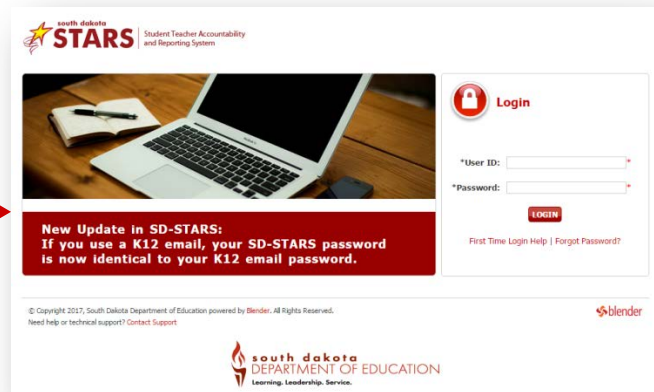 south dakota
STARS
Student Teacher Accountability
and Reporting System
Login
*User ID: *
*Password: *
LOGIN
First Time Login Help | Forgot Password?
New Update in SD-STARS:
If you use a K12 email, your SD-STARS password
is now identical to your K12 email password.
© Copyright 2017, South Dakota Department of Education powered by Blender. All Rights Reserved.
Need help or technical support? Contact Support
blender
south dakota
DEPARTMENT OF EDUCATION
Learning. Leadership. Service.